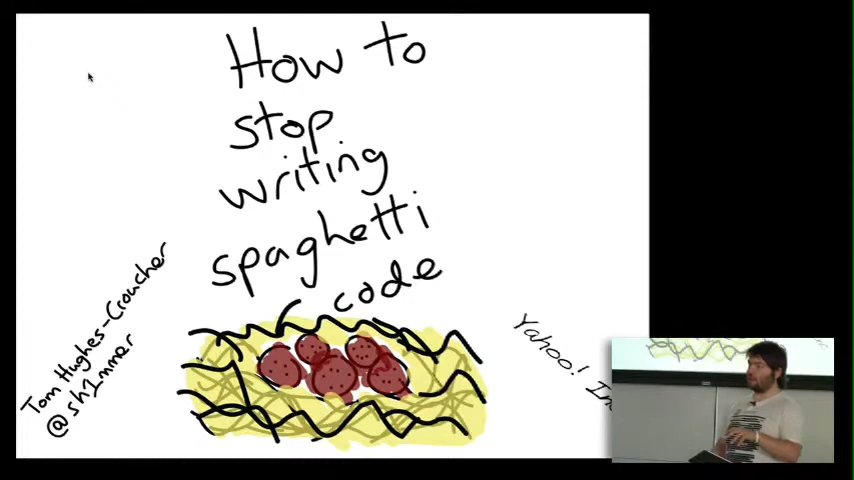 How to
stop
writing
spaghetti
code
Tom Hughes-Croucher
@sh1mmer
Yahoo! In